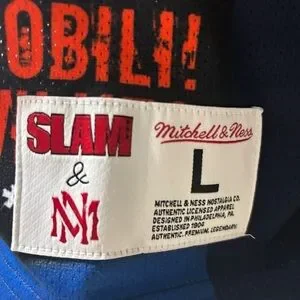 OBILI!!
SLAM
&
MN
Mitchell & Ness
L
MITCHELL & NESS NOSTALGIA CO.
AUTHENTIC LICENSED APPAREL
DESIGNED IN PHILADELPHIA, PA.
ESTABLISHED 1904
AUTHENTIC. PREMIUM. LEGENDARY.